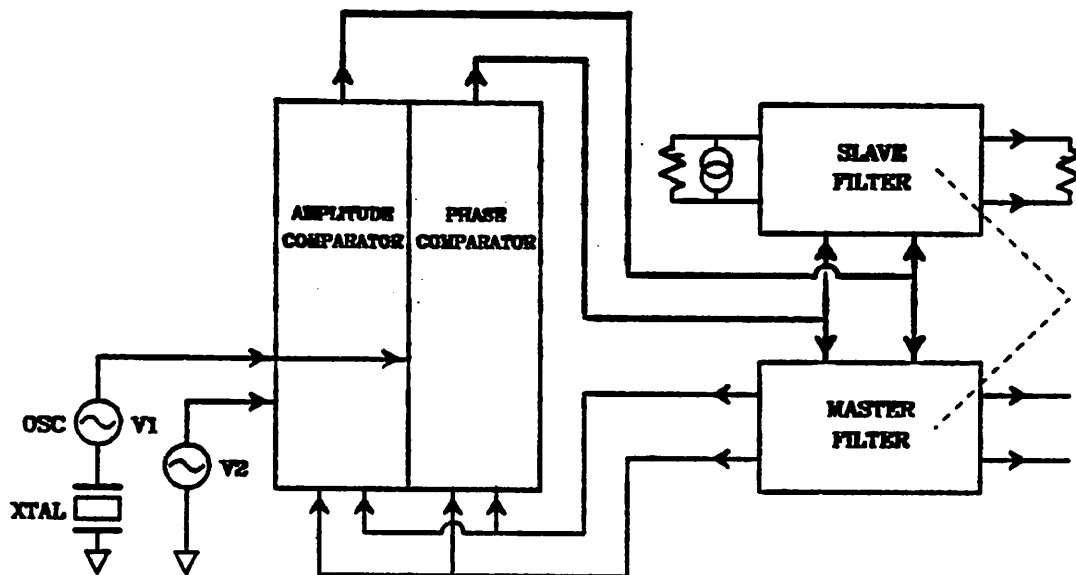 AMPLITUDE
COMPARATOR
PHASE
COMPARATOR
SLAVE
FILTER
MASTER
FILTER
OSC
V1
V2
XTAL